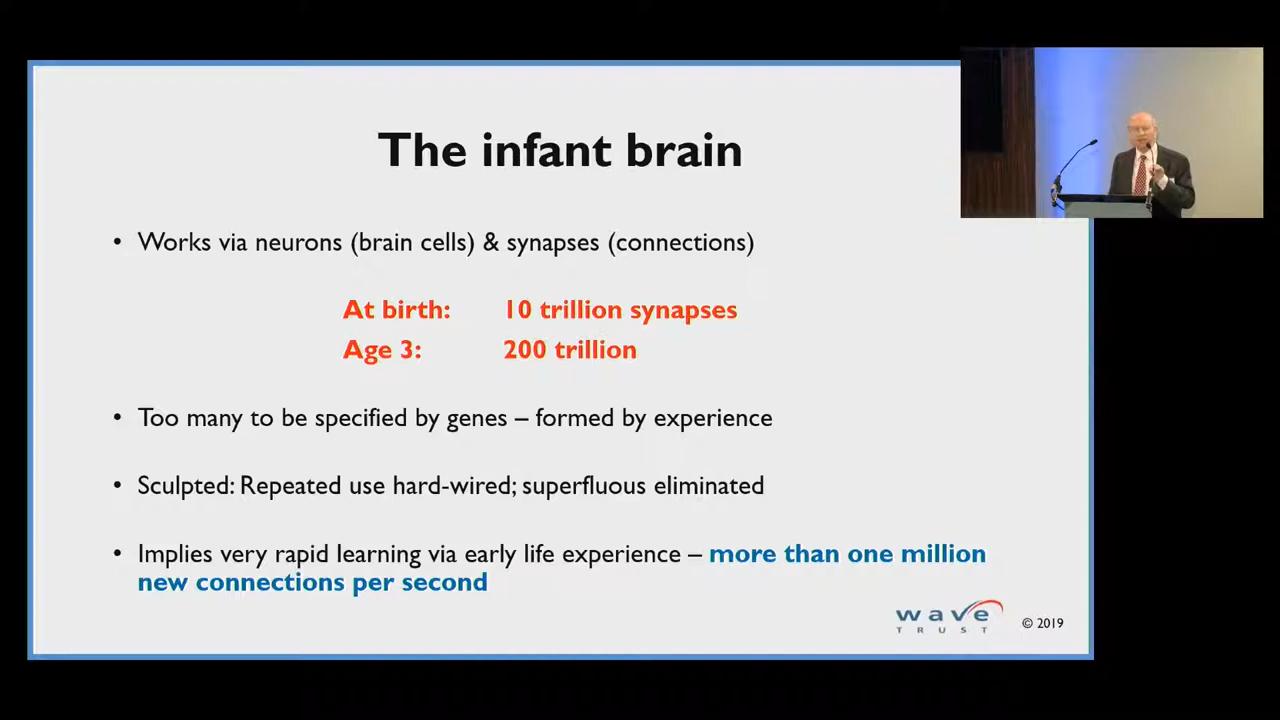 The infant brain
• Works via neurons (brain cells) & synapses (connections)
At birth: 10 trillion synapses
Age 3: 200 trillion
• Too many to be specified by genes – formed by experience
• Sculpted: Repeated use hard-wired; superfluous eliminated
• Implies very rapid learning via early life experience – more than one million
new connections per second
wave
TRUST
© 2019